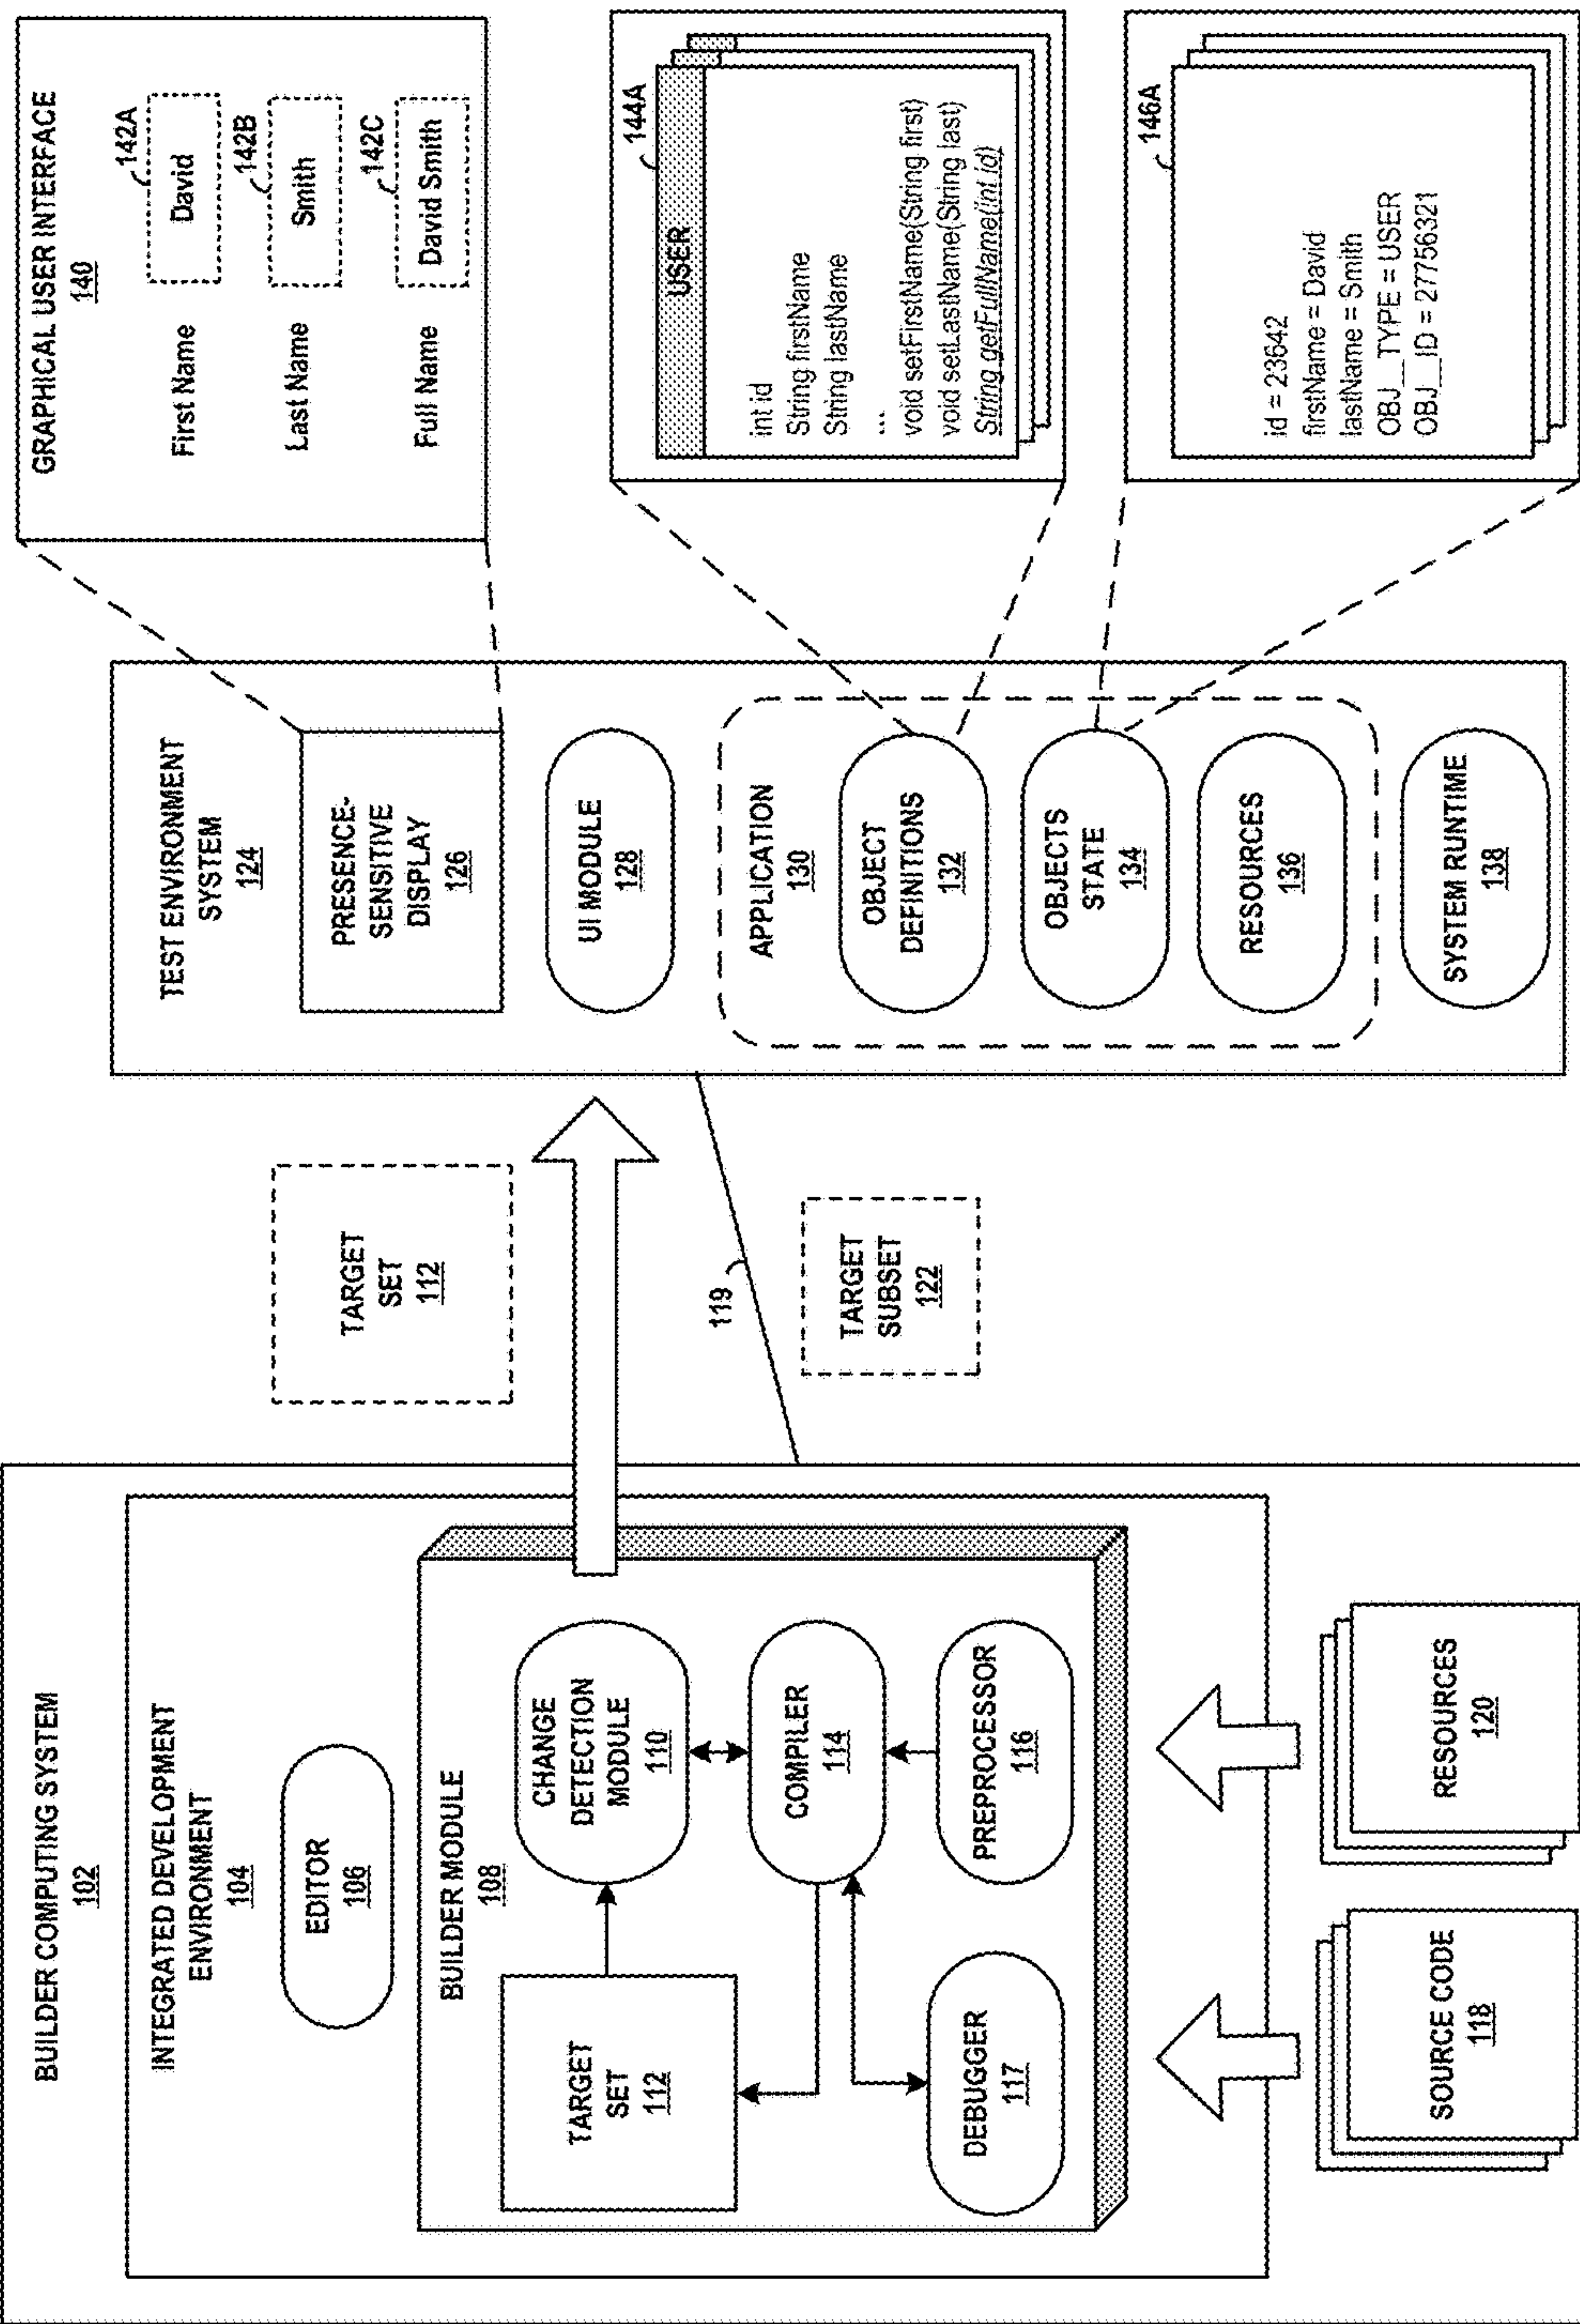 BUILDER COMPUTING SYSTEM
102
INTEGRATED DEVELOPMENT
ENVIRONMENT
104
EDITOR
106
BUILDER MODULE
108
TARGET
SET
112
CHANGE
DETECTION
MODULE
110
COMPILER
114
DEBUGGER
117
PREPROCESSOR
116
SOURCE CODE
118
RESOURCES
120
TARGET
SET
112
119
TARGET
SUBSET
122
TEST ENVIRONMENT
SYSTEM
124
PRESENCE-
SENSITIVE
DISPLAY
126
UI MODULE
128
APPLICATION
130
OBJECT
DEFINITIONS
132
OBJECTS
STATE
134
RESOURCES
136
SYSTEM RUNTIME
138
GRAPHICAL USER INTERFACE
140
142A
First Name David
142B
Last Name Smith
142C
Full Name David Smith
144A
USER
int id
String firstName
String lastName
...
void setFirstName(String first)
void setLastName(String last)
String getFullName(int id)
146A
id = 23642
firstName = David
lastName = Smith
OBJ__TYPE = USER
OBJ__ID = 27756321